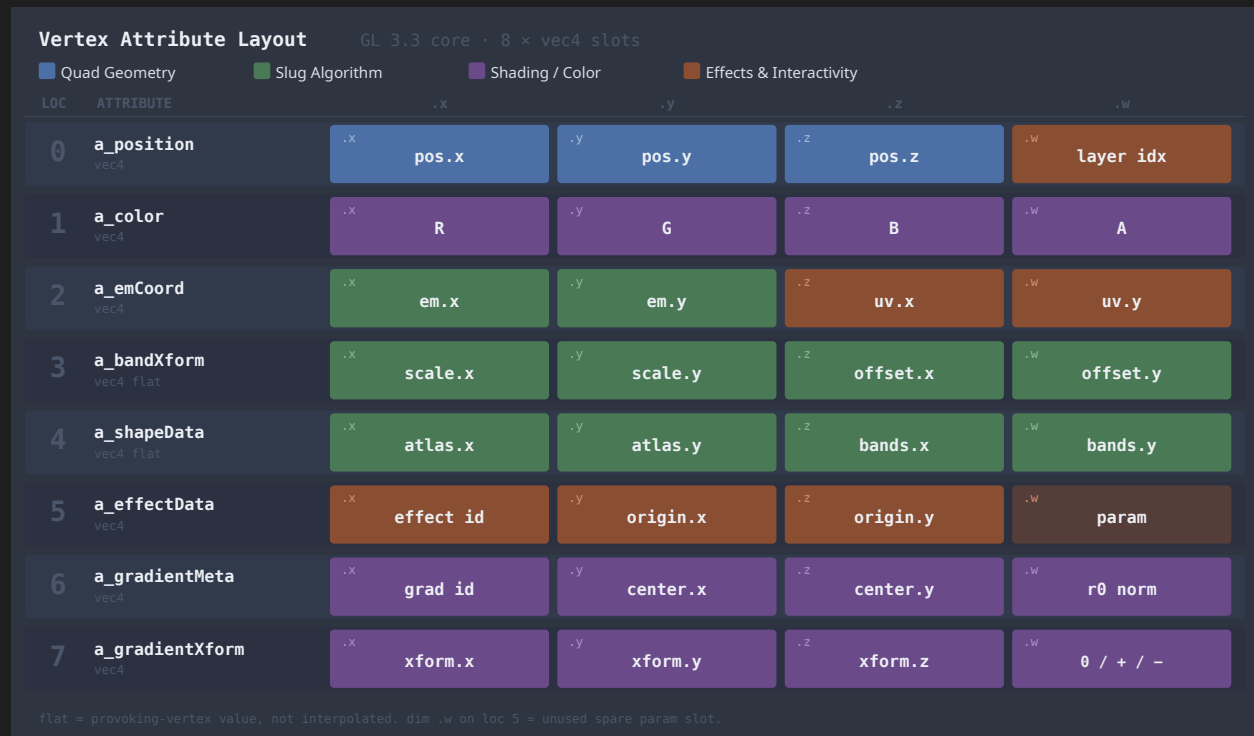 Vertex Attribute Layout GL 3.3 core · 8 × vec4 slots
Quad Geometry Slug Algorithm Shading / Color Effects & Interactivity
LOC ATTRIBUTE .x .y .z .w
0 a_position vec4 .x pos.x .y pos.y .z pos.z .w layer idx
1 a_color vec4 .x R .y G .z B .w A
2 a_emCoord vec4 .x em.x .y em.y .z uv.x .w uv.y
3 a_bandXform vec4 flat .x scale.x .y scale.y .z offset.x .w offset.y
4 a_shapeData vec4 flat .x atlas.x .y atlas.y .z bands.x .w bands.y
5 a_effectData vec4 .x effect id .y origin.x .z origin.y .w param
6 a_gradientMeta vec4 .x grad id .y center.x .z center.y .w r0 norm
7 a_gradientXform vec4 .x xform.x .y xform.y .z xform.z .w 0 / + / −
flat = provoking-vertex value, not interpolated. dim .w on loc 5 = unused spare param slot.